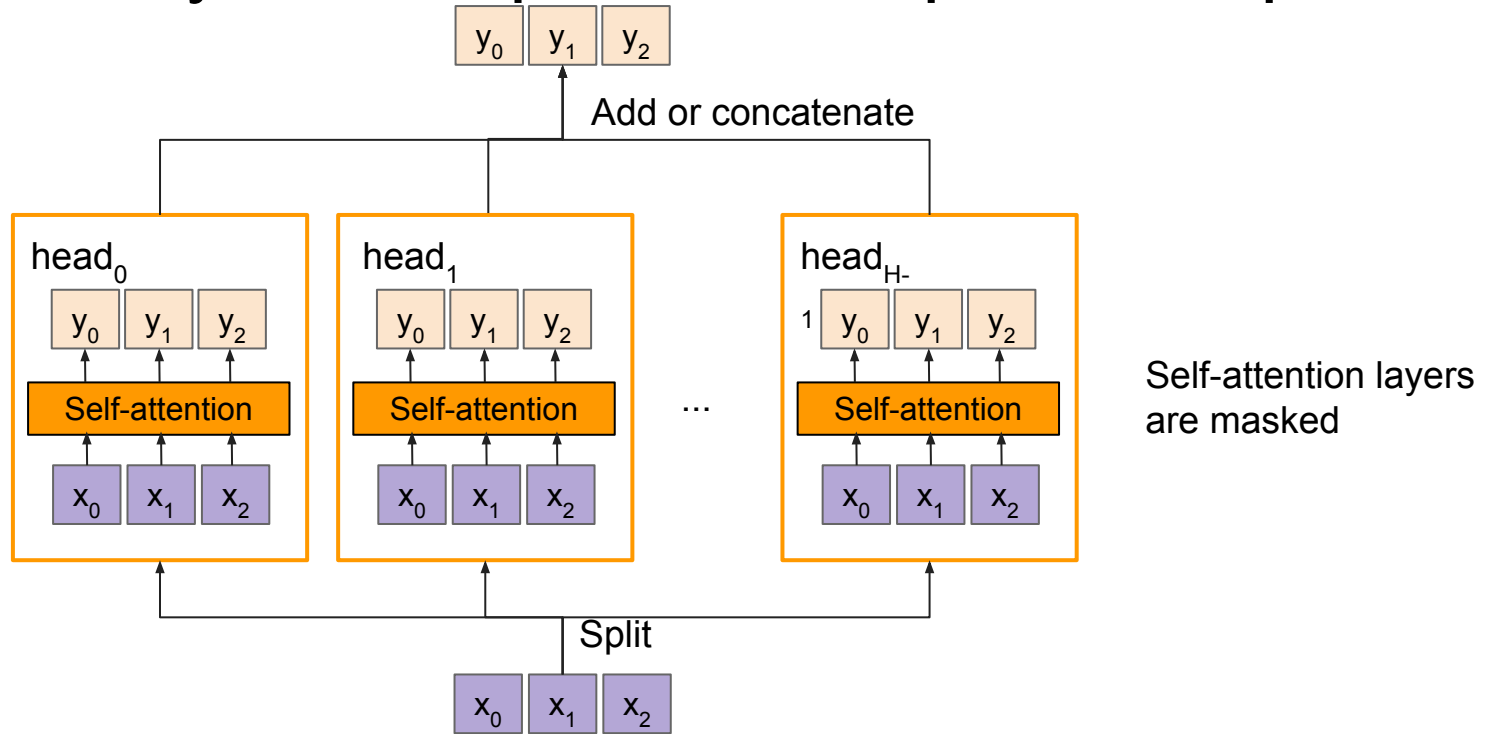 y₀ y₁ y₂
Add or concatenate
head₀ head₁ head_H-
1
y₀ y₁ y₂ y₀ y₁ y₂ y₀ y₁ y₂
Self-attention Self-attention ... Self-attention
Self-attention layers
are masked
x₀ x₁ x₂ x₀ x₁ x₂ x₀ x₁ x₂
Split
x₀ x₁ x₂